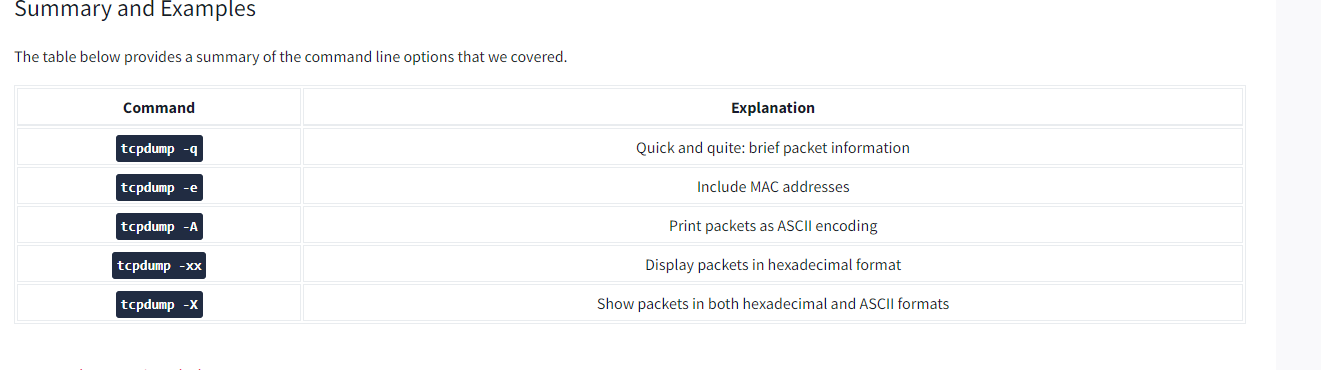 Summary and Examples
The table below provides a summary of the command line options that we covered.
Command Explanation
tcpdump -q Quick and quite: brief packet information
tcpdump -e Include MAC addresses
tcpdump -A Print packets as ASCII encoding
tcpdump -xx Display packets in hexadecimal format
tcpdump -X Show packets in both hexadecimal and ASCII formats